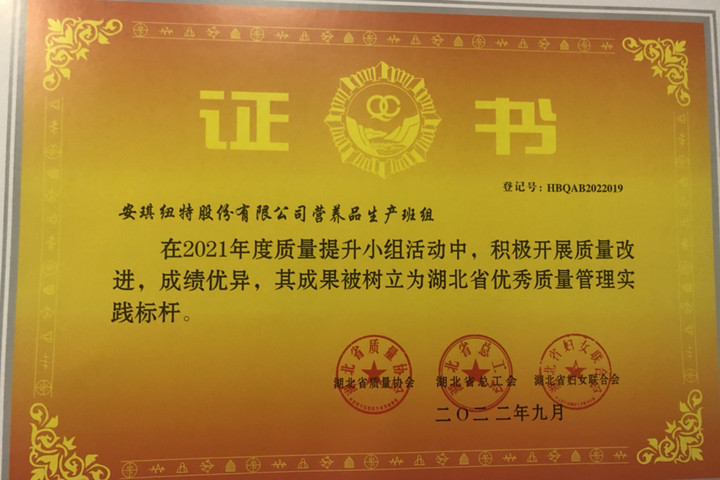 证 QC 书
登记号：HBQAB2022019
安琪纽特股份有限公司营养品生产班组
在2021年度质量提升小组活动中，积极开展质量改
进，成绩优异，其成果被树立为湖北省优秀质量管理实
践标杆。
湖北省质量协会 湖北省总工会 湖北省妇女联合会
二〇二二年九月